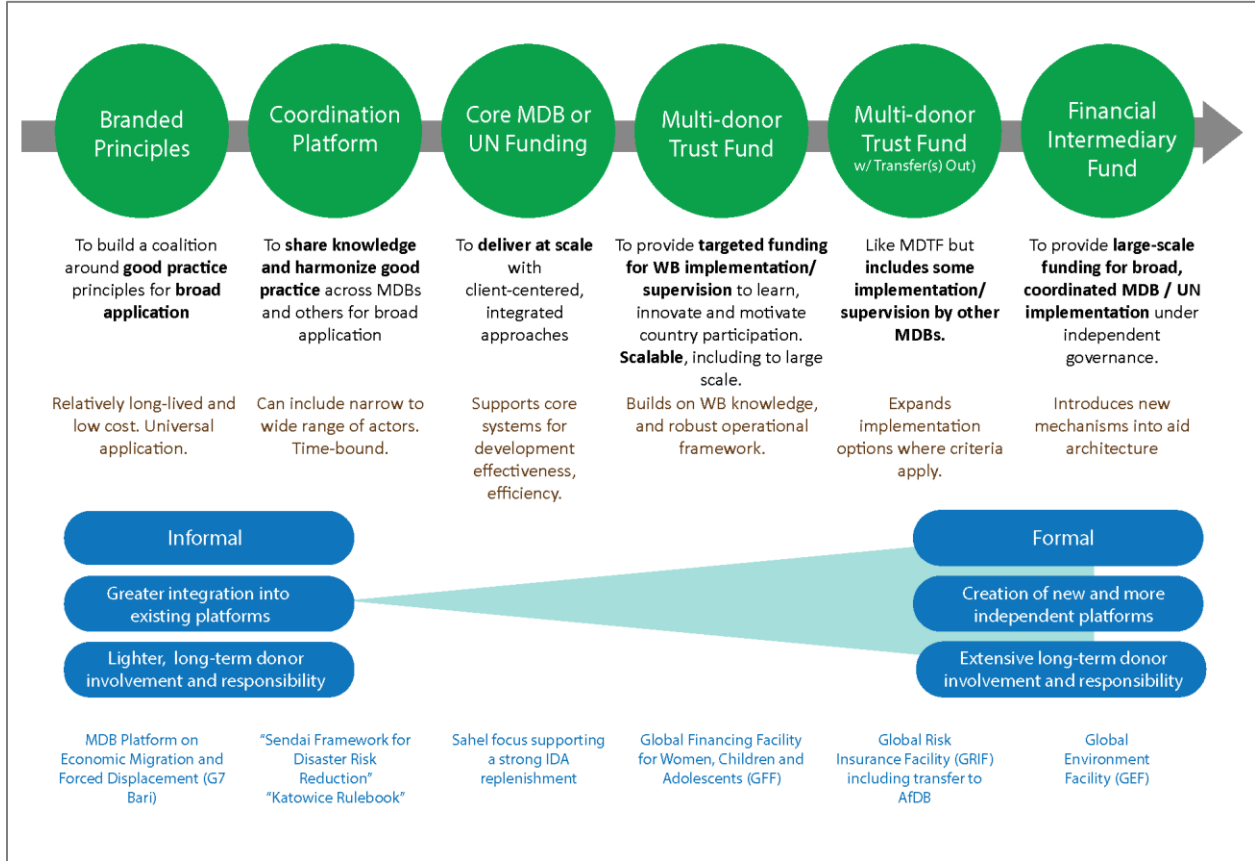 Branded
Principles
Coordination
Platform
Core MDB or
UN Funding
Multi-donor
Trust Fund
Multi-donor
Trust Fund
w/ Transfer(s) Out)
Financial
Intermediary
Fund
To build a coalition
around good practice
principles for broad
application
To share knowledge
and harmonize good
practice across MDBs
and others for broad
application
To deliver at scale
with
client-centered,
integrated
approaches
To provide targeted funding
for WB implementation/
supervision to learn,
innovate and motivate
country participation.
Scalable, including to large
scale.
Like MDTF but
includes some
implementation/
supervision by other
MDBs.
To provide large-scale
funding for broad,
coordinated MDB / UN
implementation under
independent
governance.
Relatively long-lived and
low cost. Universal
application.
Can include narrow to
wide range of actors.
Time-bound.
Supports core
systems for
development
effectiveness,
efficiency.
Builds on WB knowledge,
and robust operational
framework.
Expands
implementation
options where criteria
apply.
Introduces new
mechanisms into aid
architecture
Informal
Greater integration into
existing platforms
Lighter, long-term donor
involvement and responsibility
Formal
Creation of new and more
independent platforms
Extensive long-term donor
involvement and responsibility
MDB Platform on
Economic Migration and
Forced Displacement (G7
Bari)
"Sendai Framework for
Disaster Risk
Reduction"
"Katowice Rulebook"
Sahel focus supporting
a strong IDA
replenishment
Global Financing Facility
for Women, Children and
Adolescents (GFF)
Global Risk
Insurance Facility (GRIF)
including transfer to
AfDB
Global
Environment
Facility (GEF)